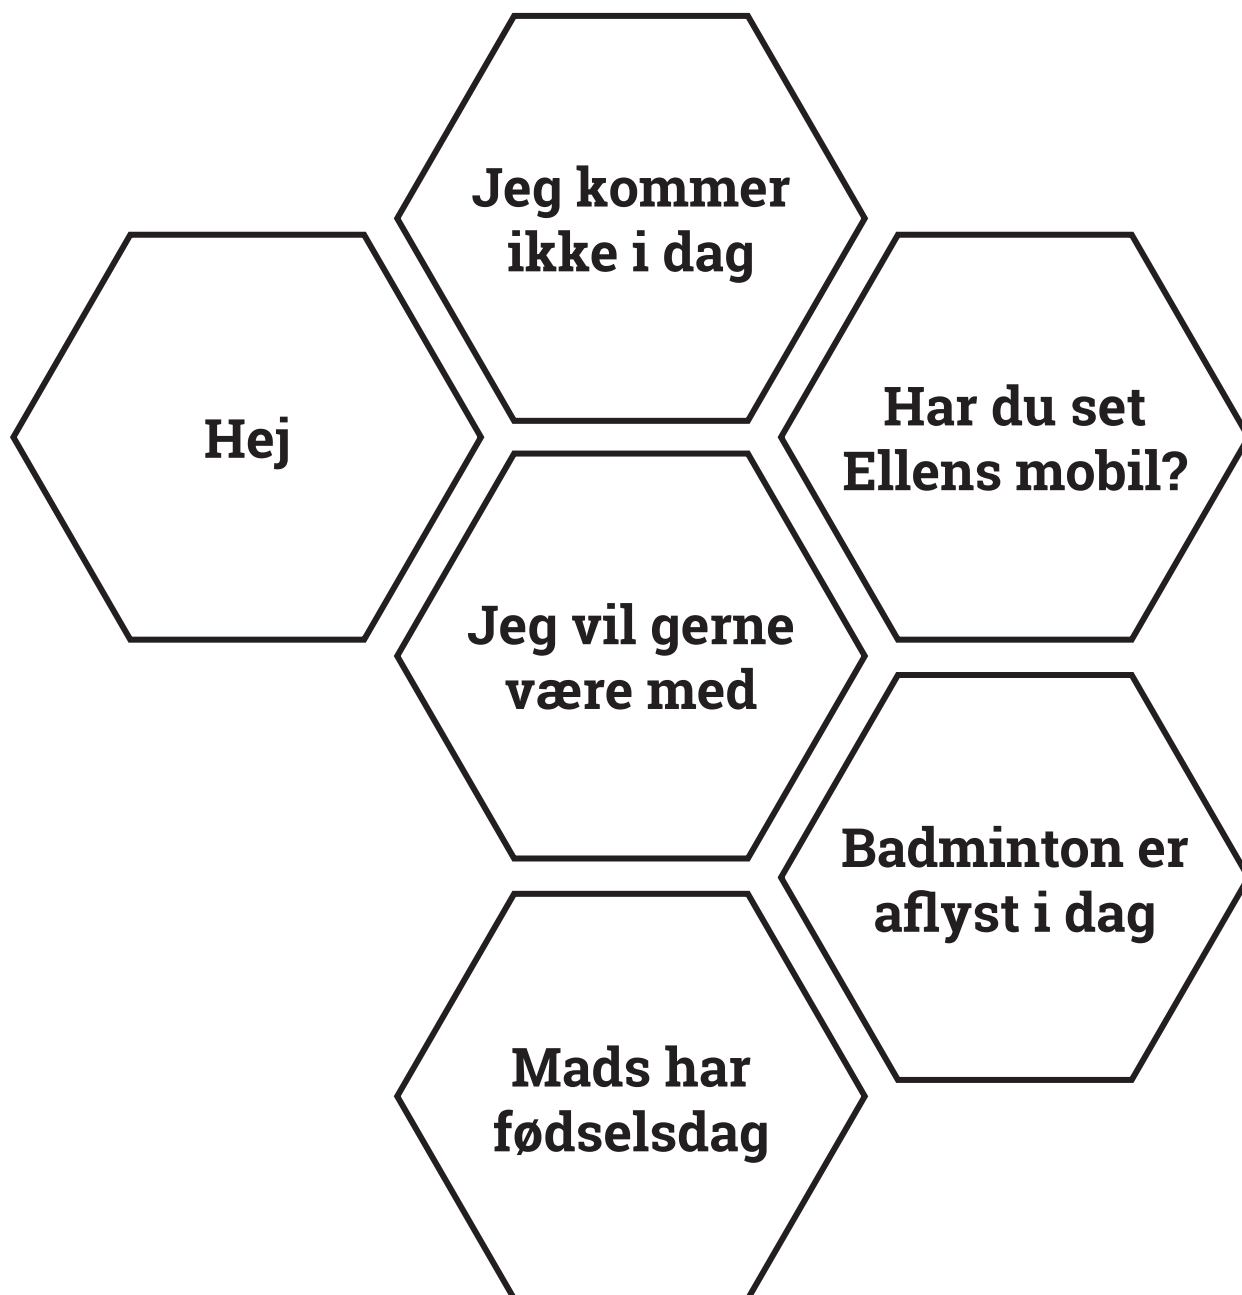 Jeg kommer
ikke i dag
Hej
Har du set
Ellens mobil?
Jeg vil gerne
være med
Badminton er
aflyst i dag
Mads har
fødselsdag